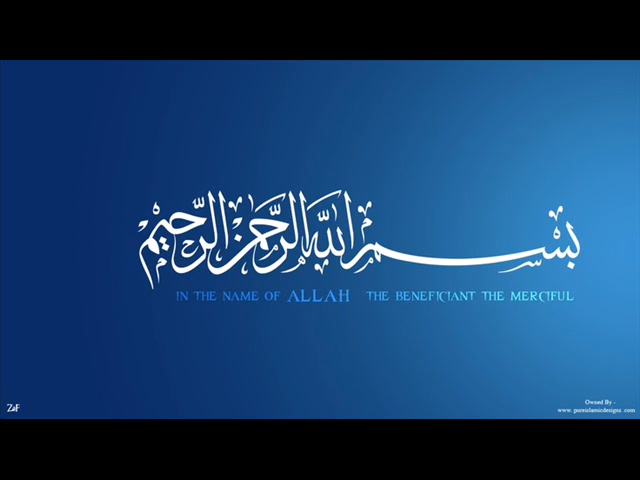 بسم الله الرحمن الرحيم
IN THE NAME OF ALLAH THE BENEFICIANT THE MERCIFUL
ZaF
Owned By -
www. pureislamicdesigns .com